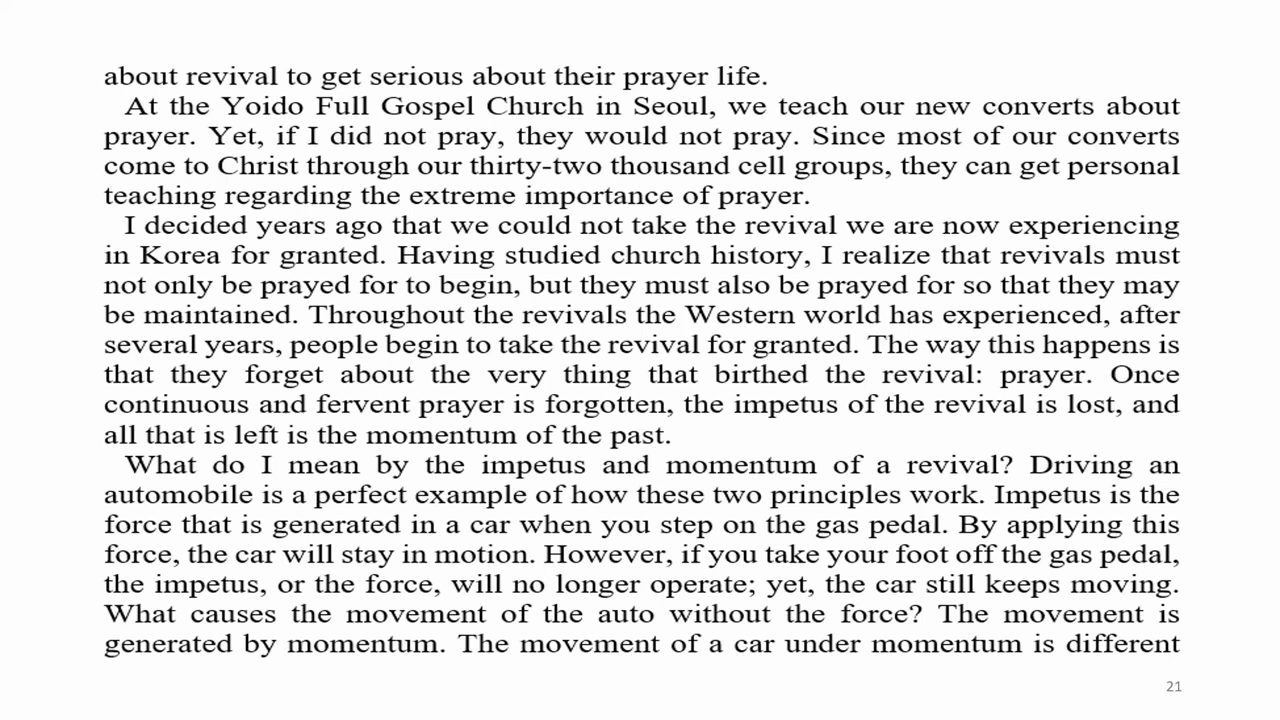 about revival to get serious about their prayer life.
At the Yoido Full Gospel Church in Seoul, we teach our new converts about
prayer. Yet, if I did not pray, they would not pray. Since most of our converts
come to Christ through our thirty-two thousand cell groups, they can get personal
teaching regarding the extreme importance of prayer.
I decided years ago that we could not take the revival we are now experiencing
in Korea for granted. Having studied church history, I realize that revivals must
not only be prayed for to begin, but they must also be prayed for so that they may
be maintained. Throughout the revivals the Western world has experienced, after
several years, people begin to take the revival for granted. The way this happens is
that they forget about the very thing that birthed the revival: prayer. Once
continuous and fervent prayer is forgotten, the impetus of the revival is lost, and
all that is left is the momentum of the past.
What do I mean by the impetus and momentum of a revival? Driving an
automobile is a perfect example of how these two principles work. Impetus is the
force that is generated in a car when you step on the gas pedal. By applying this
force, the car will stay in motion. However, if you take your foot off the gas pedal,
the impetus, or the force, will no longer operate; yet, the car still keeps moving.
What causes the movement of the auto without the force? The movement is
generated by momentum. The movement of a car under momentum is different
21